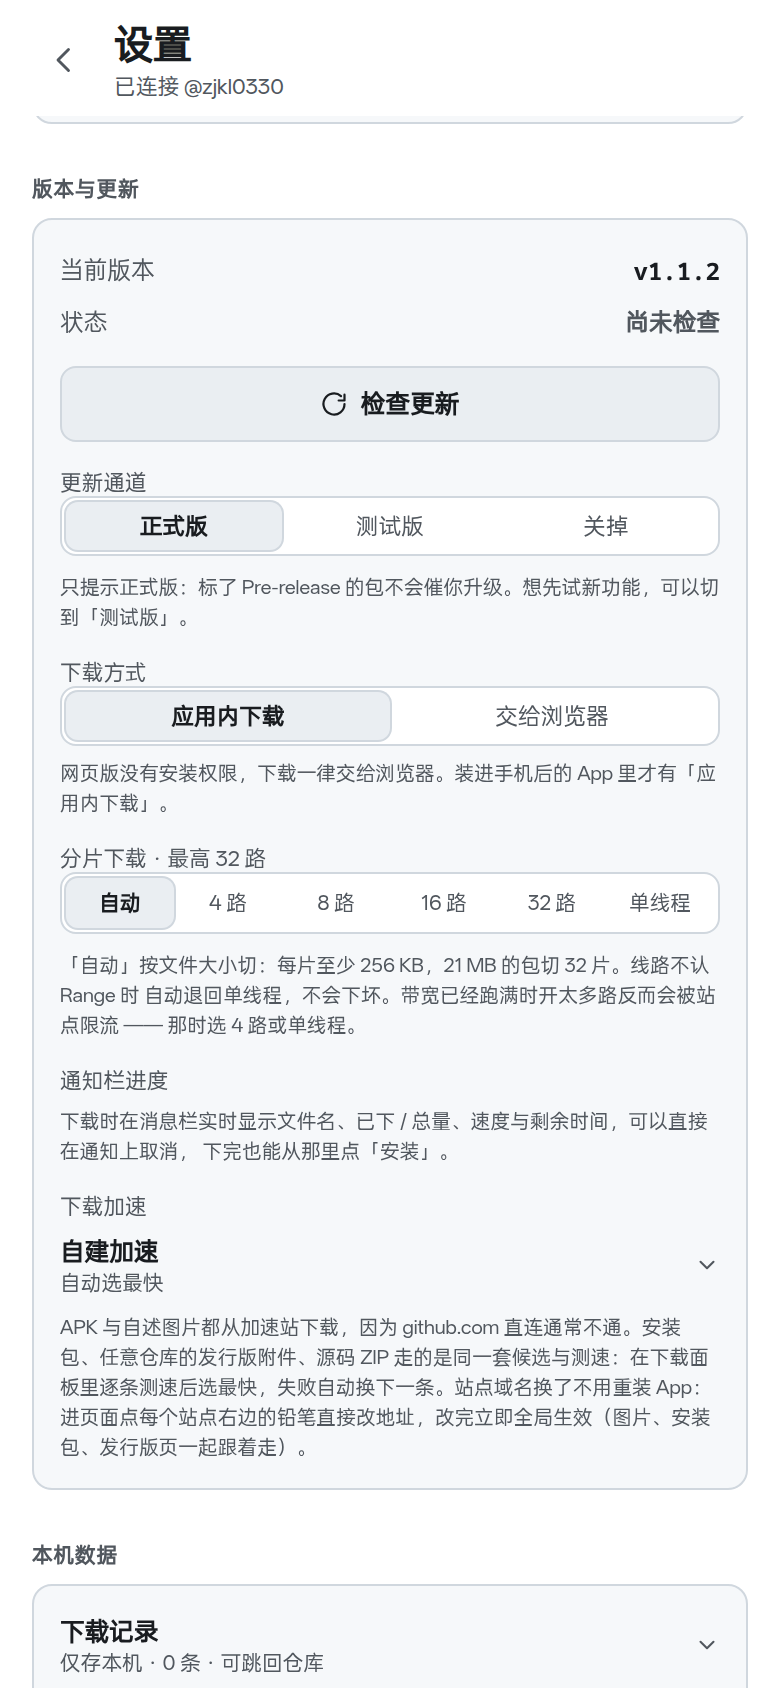 设置
已连接 @zjkl0330
版本与更新
当前版本 v1.1.2
状态 尚未检查
检查更新
更新通道
正式版 测试版 关掉
只提示正式版：标了 Pre-release 的包不会催你升级。想先试新功能，可以切
到「测试版」。
下载方式
应用内下载 交给浏览器
网页版没有安装权限，下载一律交给浏览器。装进手机后的 App 里才有「应
用内下载」。
分片下载 · 最高 32 路
自动 4 路 8 路 16 路 32 路 单线程
「自动」按文件大小切：每片至少 256 KB，21 MB 的包切 32 片。线路不认
Range 时 自动退回单线程，不会下坏。带宽已经跑满时开太多路反而会被站
点限流 —— 那时选 4 路或单线程。
通知栏进度
下载时在消息栏实时显示文件名、已下 / 总量、速度与剩余时间，可以直接
在通知上取消， 下完也能从那里点「安装」。
下载加速
自建加速
自动选最快
APK 与自述图片都从加速站下载，因为 github.com 直连通常不通。安装
包、任意仓库的发行版附件、源码 ZIP 走的是同一套候选与测速：在下载面
板里逐条测速后选最快，失败自动换下一条。站点域名换了不用重装 App：
进页面点每个站点右边的铅笔直接改地址，改完立即全局生效（图片、安装
包、发行版页一起跟着走）。
本机数据
下载记录
仅存本机 · 0 条 · 可跳回仓库